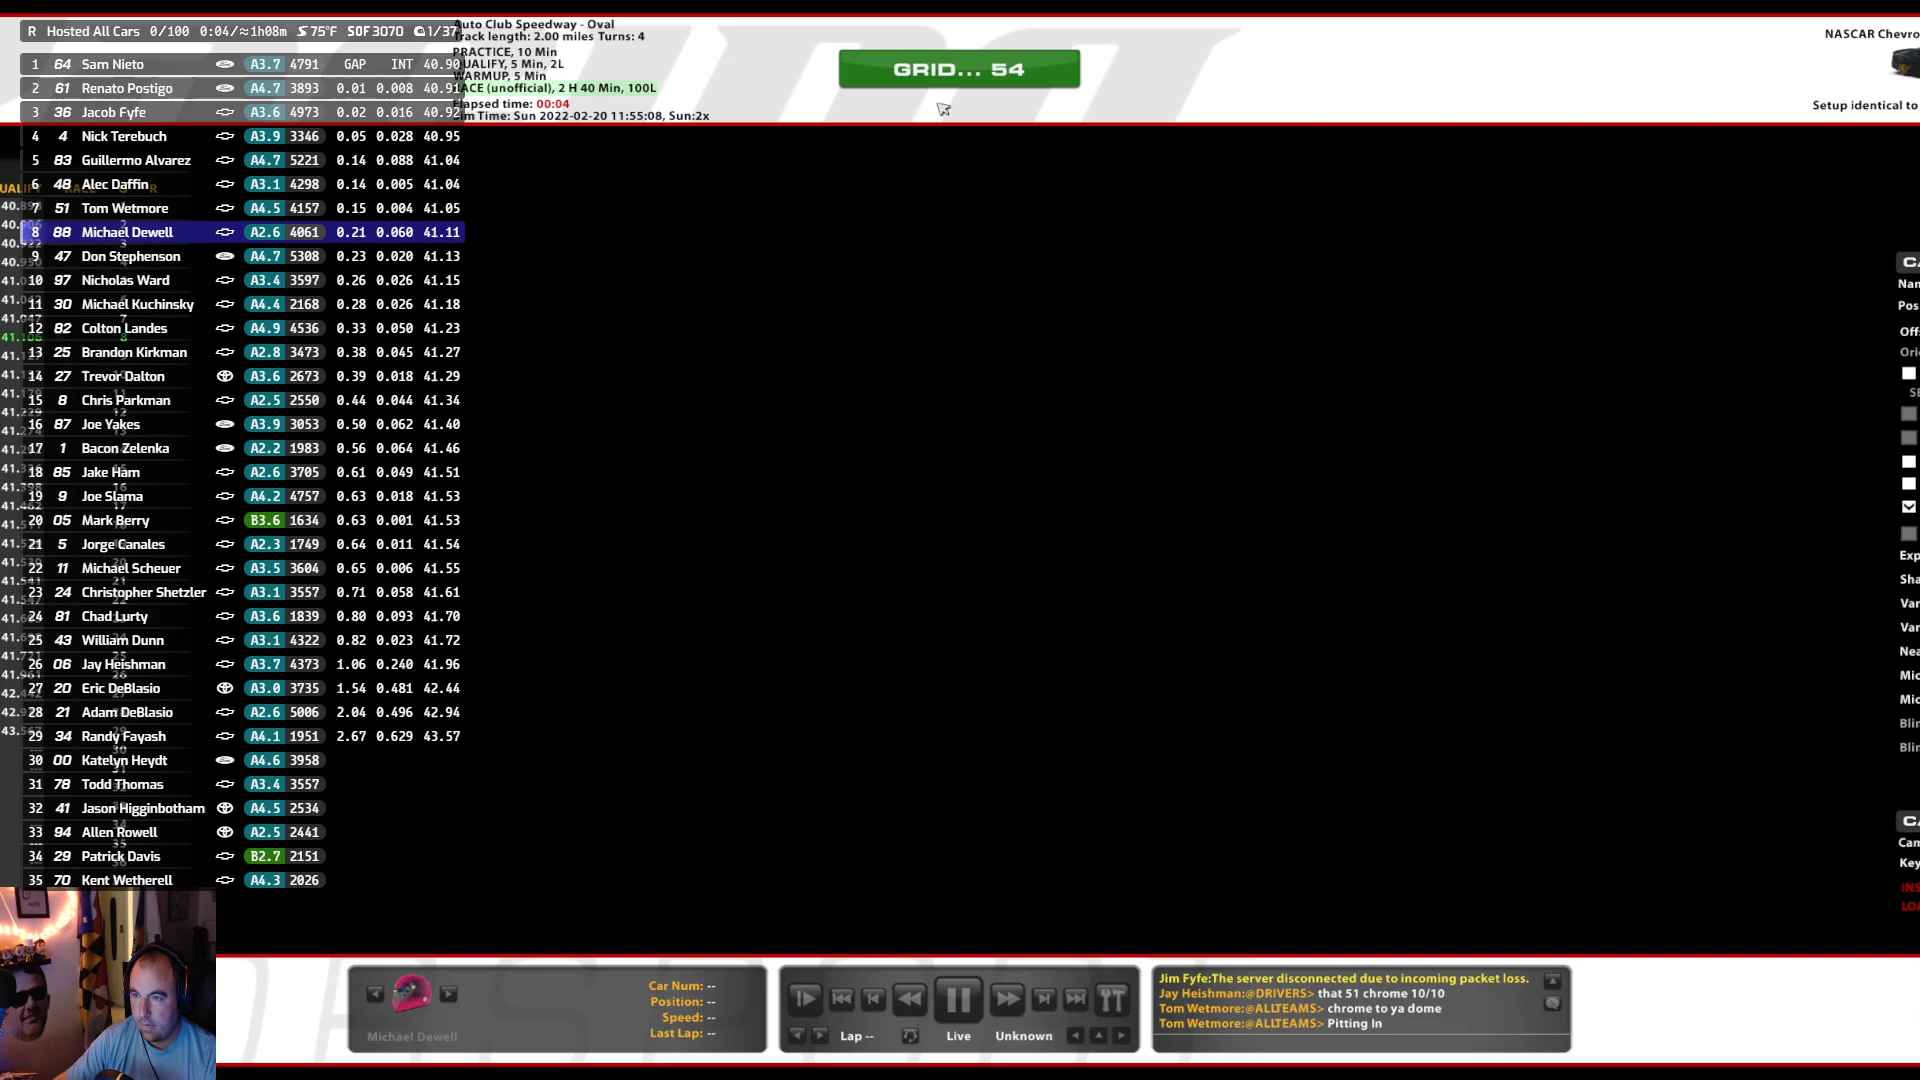 R Hosted All Cars 0/100 0:04/≈1h08m 75°F SOF3070 1/37
Auto Club Speedway - Oval
Track length: 2.00 miles Turns: 4
PRACTICE, 10 Min
QUALIFY, 5 Min, 2L
WARMUP, 5 Min
RACE (unofficial), 2 H 40 Min, 100L
Elapsed time: 00:04
Sim Time: Sun 2022-02-20 11:55:08, Sun:2x
GRID... 54
NASCAR Chevro
Setup identical to
1 64 Sam Nieto A3.7 4791 GAP INT 40.90
2 61 Renato Postigo A4.7 3893 0.01 0.008 40.91
3 36 Jacob Fyfe A3.6 4973 0.02 0.016 40.92
4 4 Nick Terebuch A3.9 3346 0.05 0.028 40.95
5 83 Guillermo Alvarez A4.7 5221 0.14 0.088 41.04
6 48 Alec Daffin A3.1 4298 0.14 0.005 41.04
7 51 Tom Wetmore A4.5 4157 0.15 0.004 41.05
8 88 Michael Dewell A2.6 4061 0.21 0.060 41.11
9 47 Don Stephenson A4.7 5308 0.23 0.020 41.13
10 97 Nicholas Ward A3.4 3597 0.26 0.026 41.15
11 30 Michael Kuchinsky A4.4 2168 0.28 0.026 41.18
12 82 Colton Landes A4.9 4536 0.33 0.050 41.23
13 25 Brandon Kirkman A2.8 3473 0.38 0.045 41.27
14 27 Trevor Dalton A3.6 2673 0.39 0.018 41.29
15 8 Chris Parkman A2.5 2550 0.44 0.044 41.34
16 87 Joe Yakes A3.9 3053 0.50 0.062 41.40
17 1 Bacon Zelenka A2.2 1983 0.56 0.064 41.46
18 85 Jake Ham A2.6 3705 0.61 0.049 41.51
19 9 Joe Slama A4.2 4757 0.63 0.018 41.53
20 05 Mark Berry B3.6 1634 0.63 0.001 41.53
21 5 Jorge Canales A2.3 1749 0.64 0.011 41.54
22 11 Michael Scheuer A3.5 3604 0.65 0.006 41.55
23 24 Christopher Shetzler A3.1 3557 0.71 0.058 41.61
24 81 Chad Lurty A3.6 1839 0.80 0.093 41.70
25 43 William Dunn A3.1 4322 0.82 0.023 41.72
26 06 Jay Heishman A3.7 4373 1.06 0.240 41.96
27 20 Eric DeBlasio A3.0 3735 1.54 0.481 42.44
28 21 Adam DeBlasio A2.6 5006 2.04 0.496 42.94
29 34 Randy Fayash A4.1 1951 2.67 0.629 43.57
30 00 Katelyn Heydt A4.6 3958
31 78 Todd Thomas A3.4 3557
32 41 Jason Higginbotham A4.5 2534
33 94 Allen Rowell A2.5 2441
34 29 Patrick Davis B2.7 2151
35 70 Kent Wetherell A4.3 2026
Nan
Pos
Off
Oric
Exp
Sha
Var
Var
Nea
Mic
Mic
Blin
Blin
Cam
Key
INS
LOA
Michael Dewell
Car Num: --
Position: --
Speed: --
Last Lap: --
Lap -- Live Unknown
Jim Fyfe:The server disconnected due to incoming packet loss.
Jay Heishman:@DRIVERS> that 51 chrome 10/10
Tom Wetmore:@ALLTEAMS> chrome to ya dome
Tom Wetmore:@ALLTEAMS> Pitting In